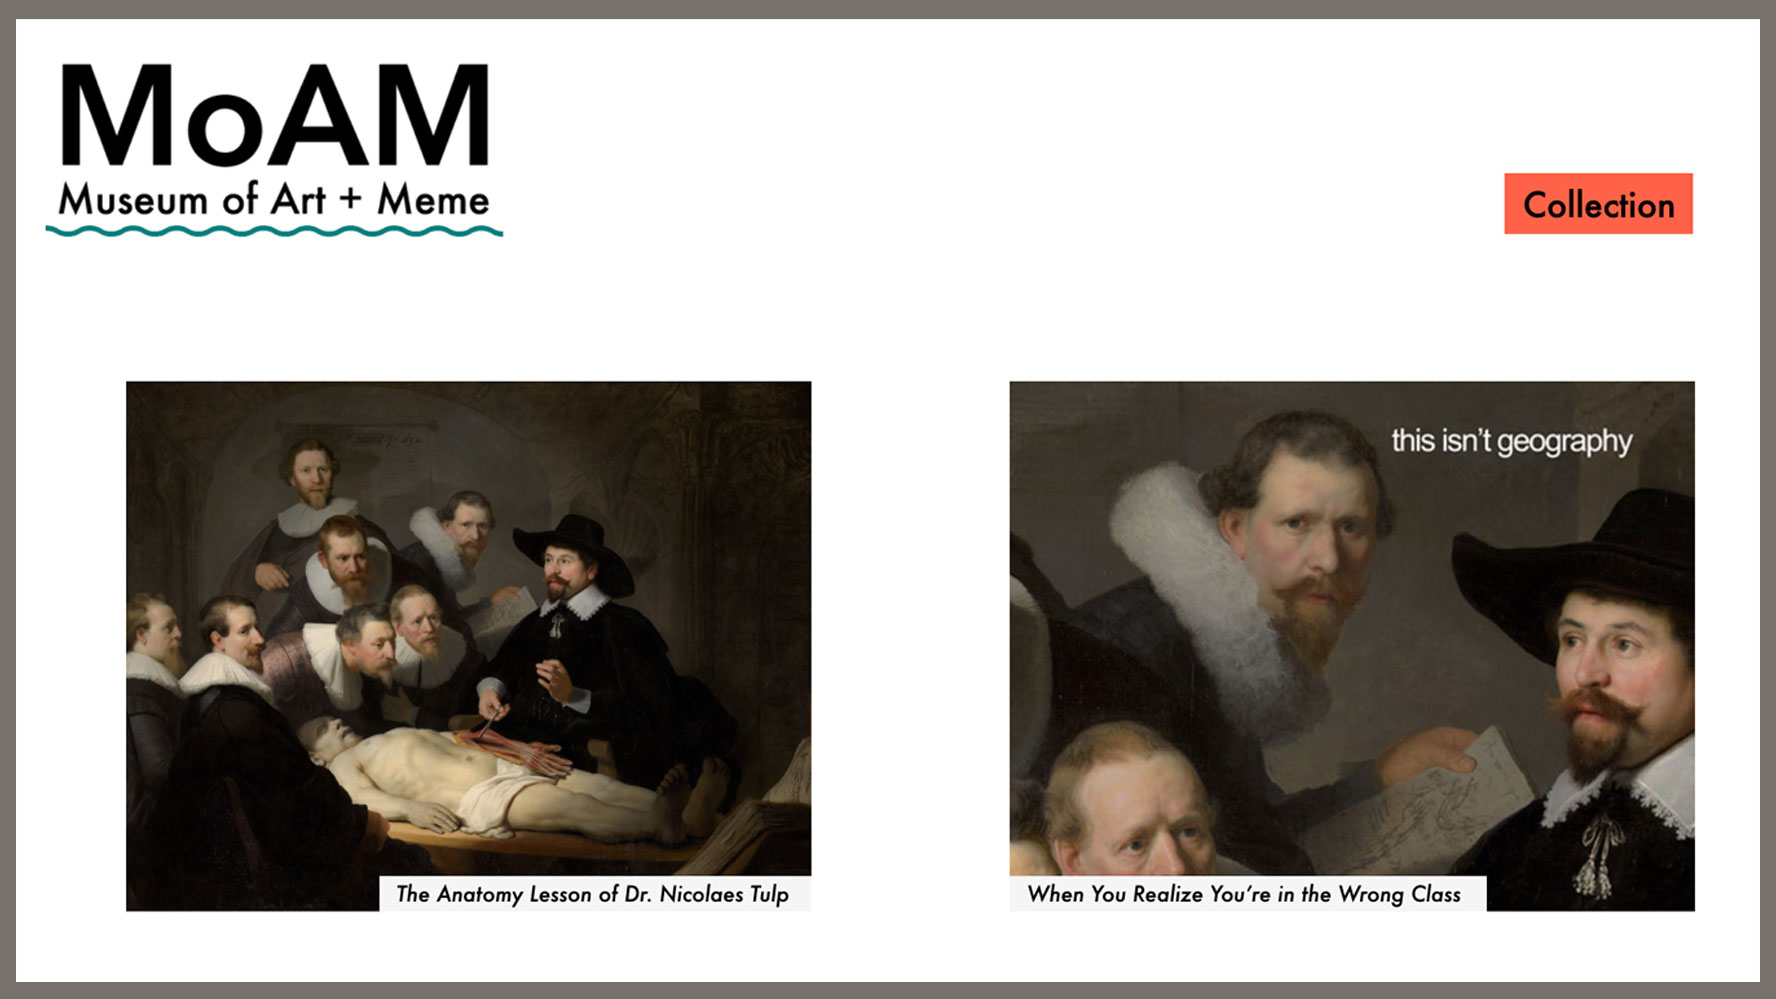 MoAM
Museum of Art + Meme
Collection
this isn't geography
The Anatomy Lesson of Dr. Nicolaes Tulp
When You Realize You're in the Wrong Class